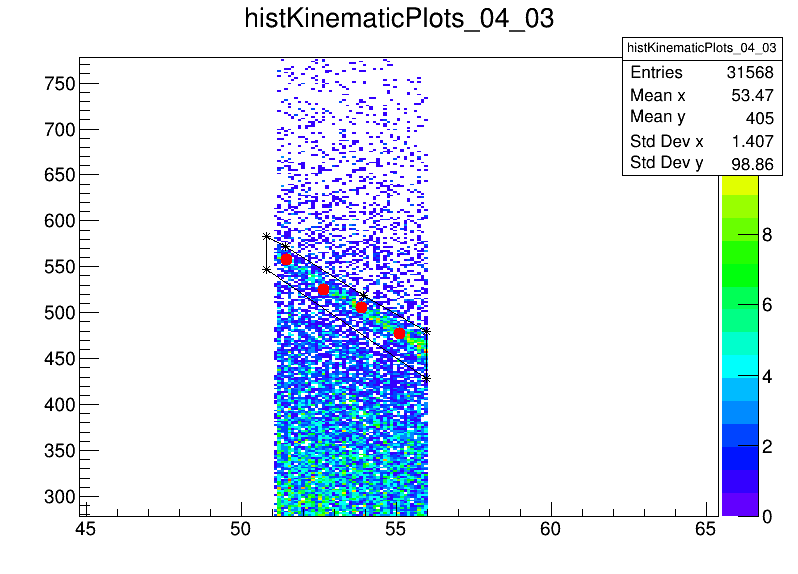 histKinematicPlots_04_03
histKinematicPlots_04_03
Entries 31568
Mean x 53.47
Mean y 405
Std Dev x 1.407
Std Dev y 98.86
750
700
650
600
550
500
450
400
350
300
45 50 55 60 65
8
6
4
2
0